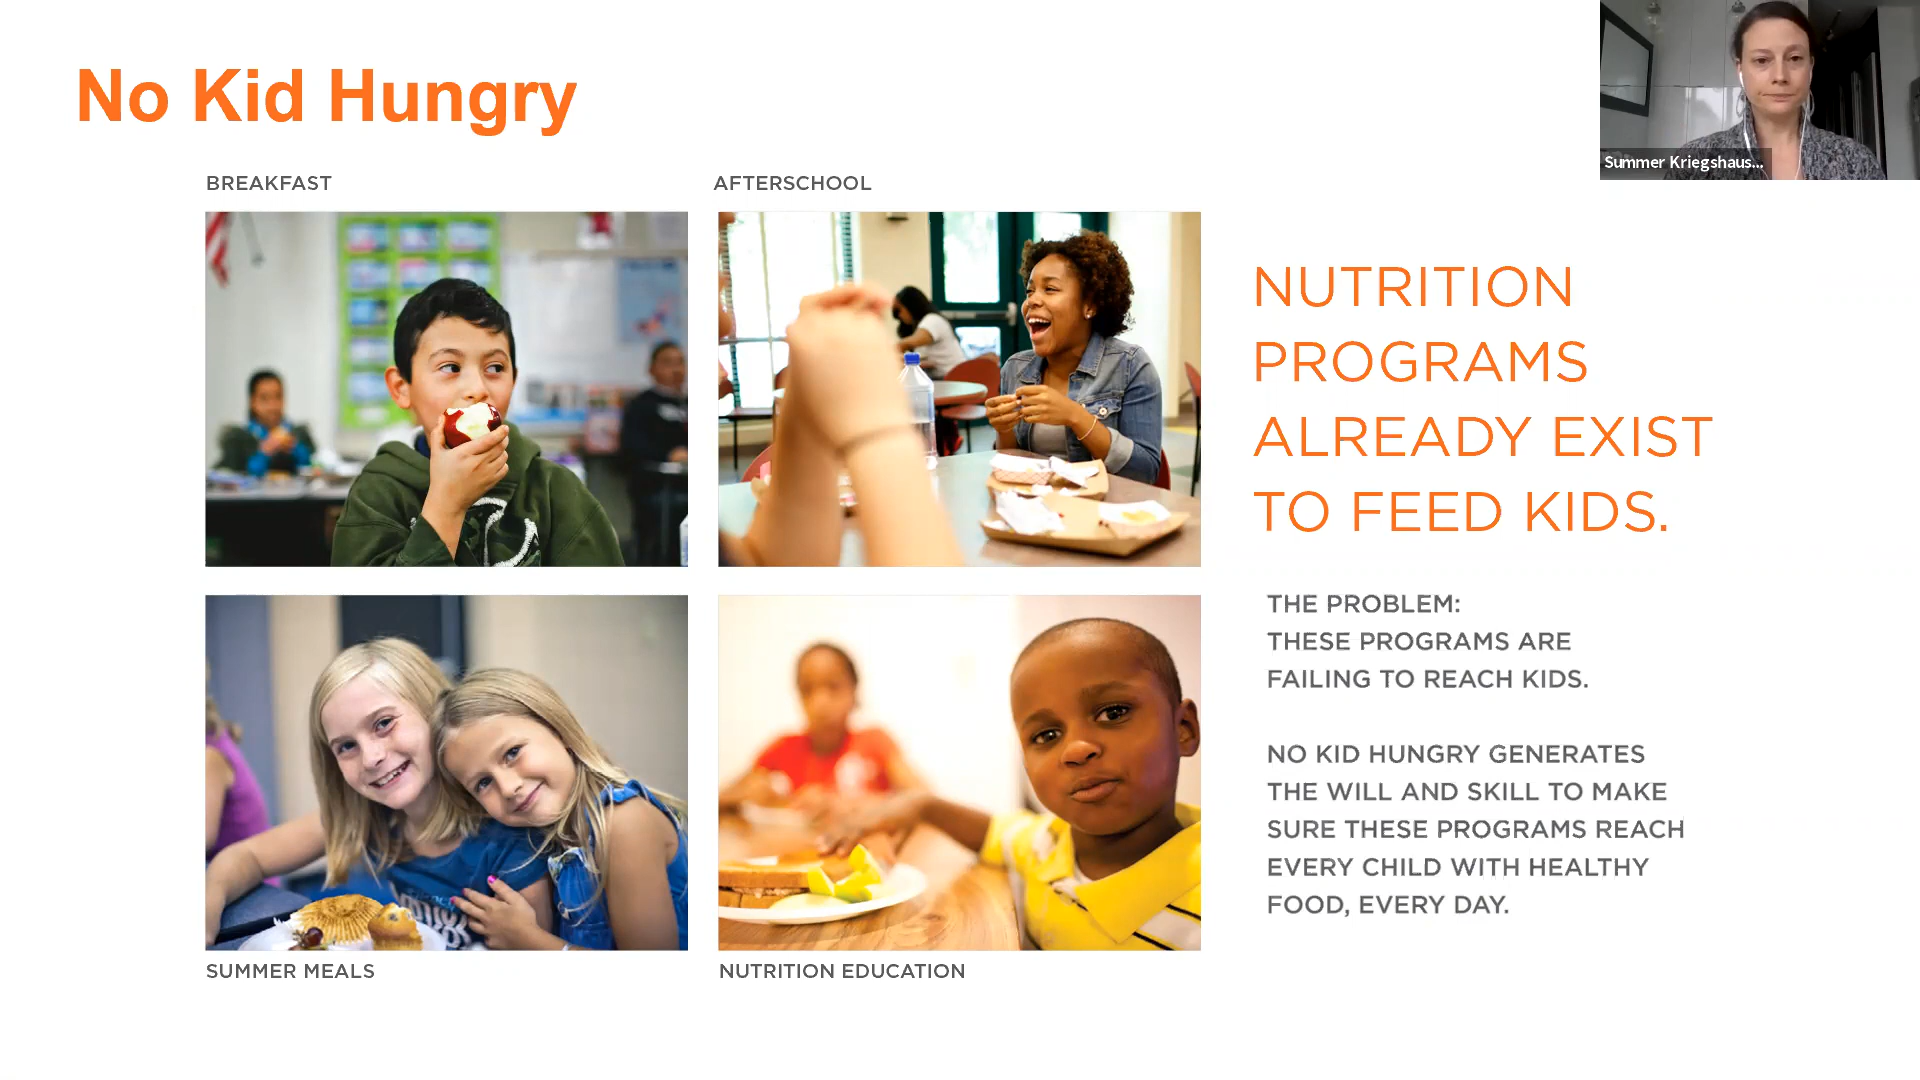 No Kid Hungry
Summer Kriegshaus...
BREAKFAST
AFTERSCHOOL
NUTRITION
PROGRAMS
ALREADY EXIST
TO FEED KIDS.
THE PROBLEM:
THESE PROGRAMS ARE
FAILING TO REACH KIDS.
NO KID HUNGRY GENERATES
THE WILL AND SKILL TO MAKE
SURE THESE PROGRAMS REACH
EVERY CHILD WITH HEALTHY
FOOD, EVERY DAY.
SUMMER MEALS
NUTRITION EDUCATION